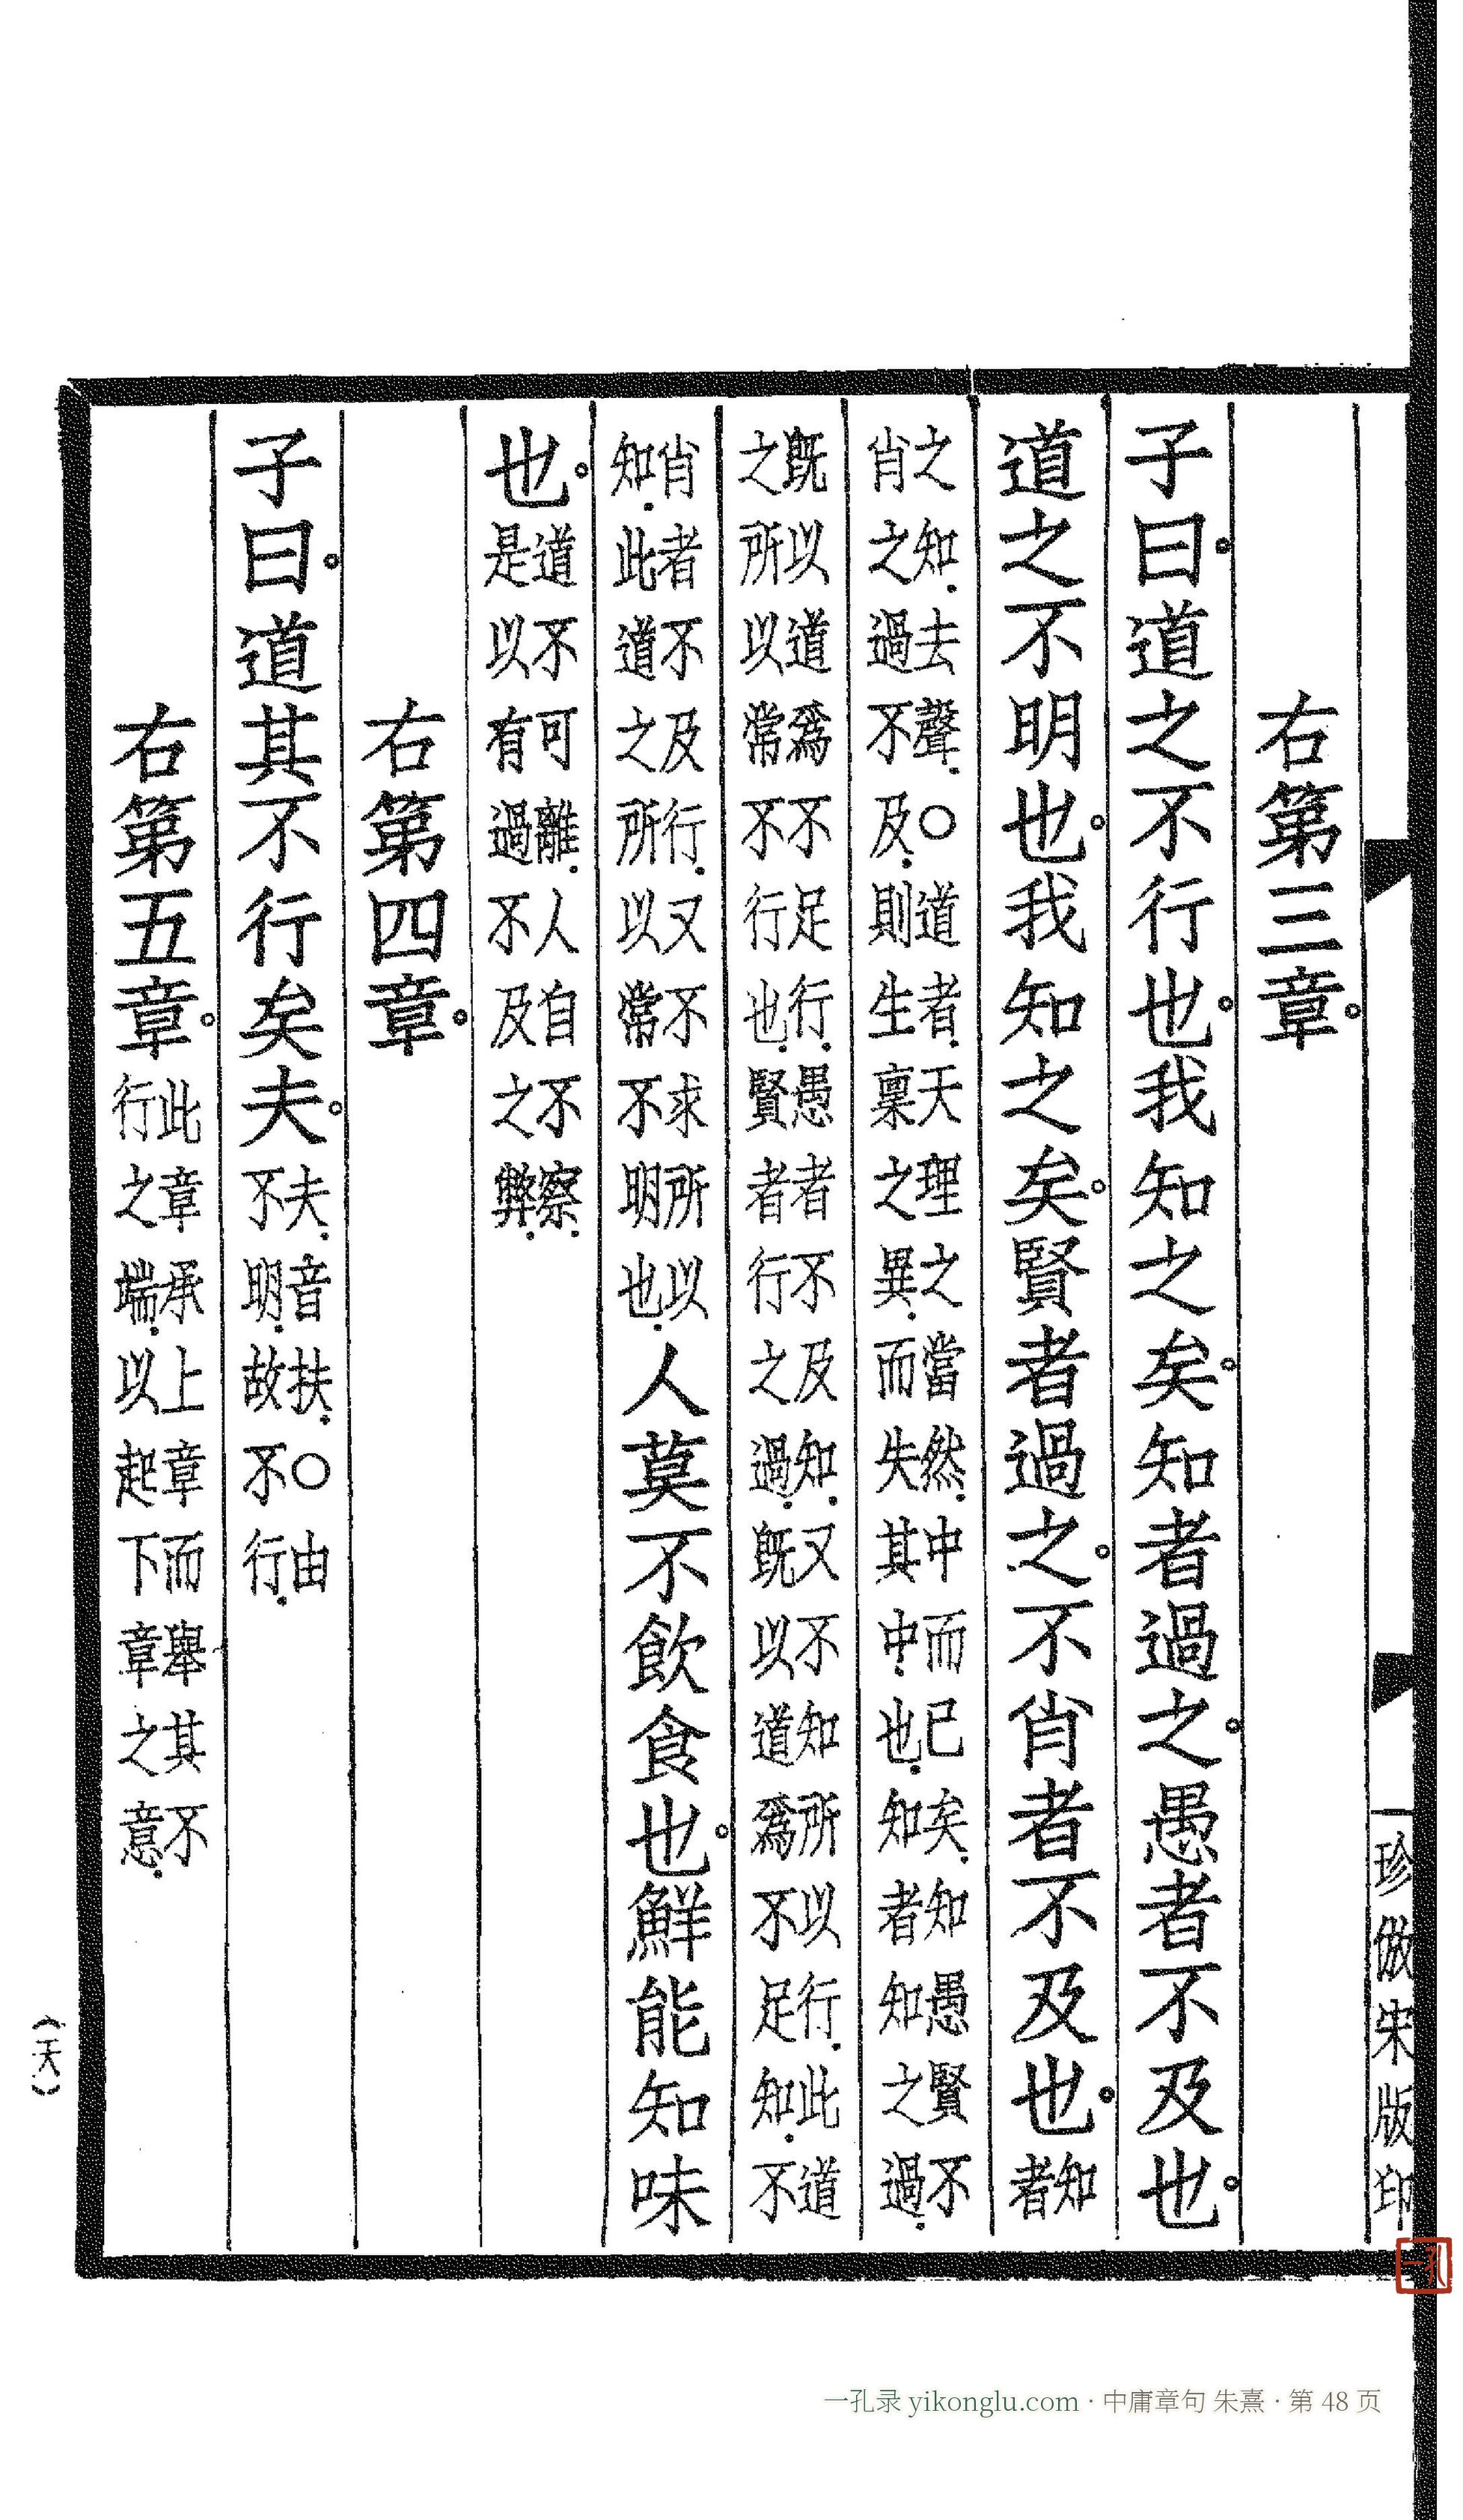 右第三章。
子曰。道之不行也。我知之矣。知者過之。愚者不及也。
道之不明也。我知之矣。賢者過之。不肖者不及也。知者
之知．去聲．○道者．天理之當然．中而已矣．知愚賢不
肖之過不及．則生稟之異．而失其中也．知者知之過．
既以道爲不足行．愚者不及知．又不知所以行．此道
之所以常不行也．賢者行之過．既以道爲不足知．不
肖者不及行．又不求所以
知．此道之所以常不明也．人莫不飲食也。鮮能知味
也。道不可離．人自不察．
是以有過不及之弊．
右第四章。
子曰。道其不行矣夫。夫．音扶．○由
不明．故不行．
右第五章。此章承上章而舉其不
行之端．以起下章之意．
珍倣宋版印
（天）
一孔
一孔录 yikonglu.com · 中庸章句 朱熹 · 第 48 页